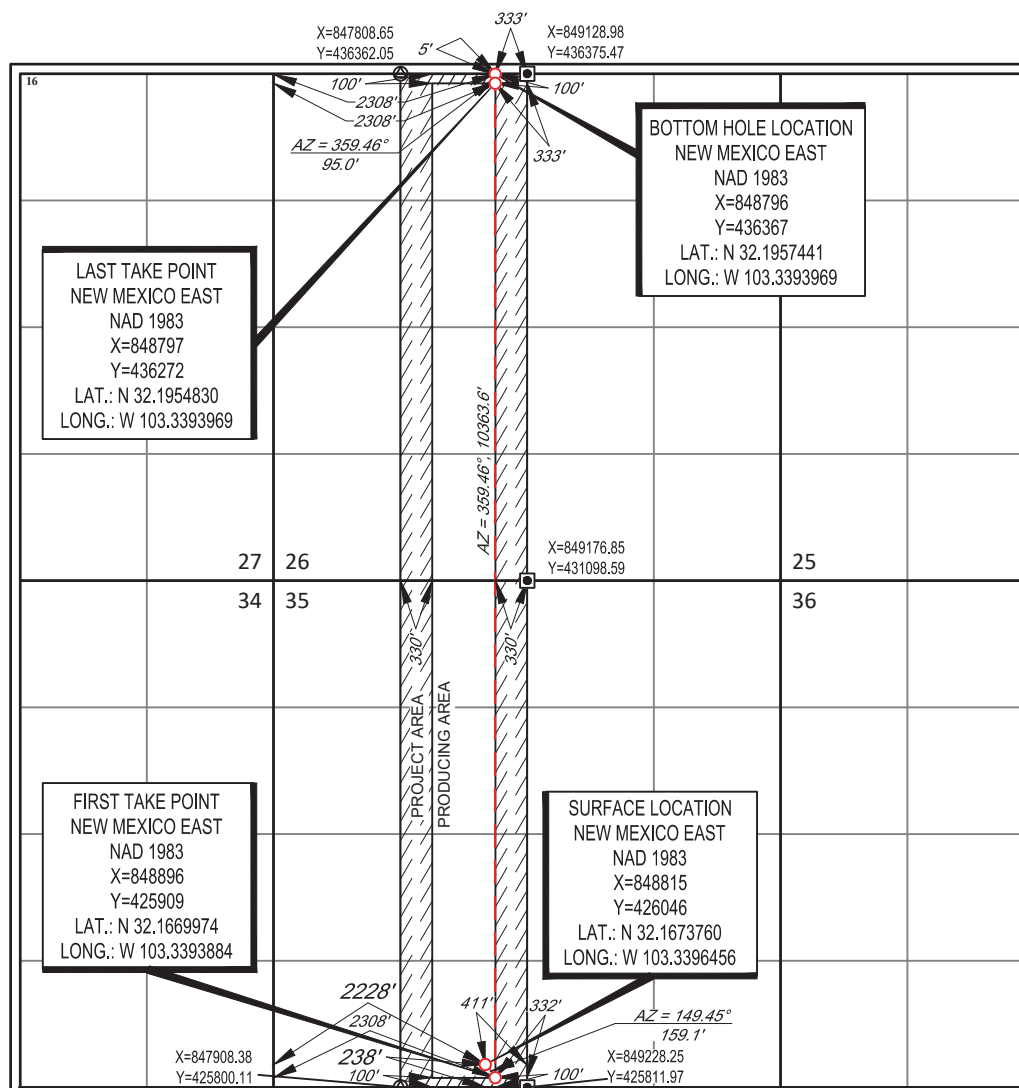 X=847808.65
Y=436362.05
333'
X=849128.98
Y=436375.47
5'
16
100'
2308'
2308'
100'
AZ = 359.46°
95.0'
333'
BOTTOM HOLE LOCATION
NEW MEXICO EAST
NAD 1983
X=848796
Y=436367
LAT.: N 32.1957441
LONG.: W 103.3393969
LAST TAKE POINT
NEW MEXICO EAST
NAD 1983
X=848797
Y=436272
LAT.: N 32.1954830
LONG.: W 103.3393969
AZ = 359.46°, 10363.6'
X=849176.85
Y=431098.59
27 26
25
34 35
36
330'
330'
PROJECT AREA
PRODUCING AREA
FIRST TAKE POINT
NEW MEXICO EAST
NAD 1983
X=848896
Y=425909
LAT.: N 32.1669974
LONG.: W 103.3393884
SURFACE LOCATION
NEW MEXICO EAST
NAD 1983
X=848815
Y=426046
LAT.: N 32.1673760
LONG.: W 103.3396456
2228'
411'
332'
2308'
AZ = 149.45°
159.1'
238'
X=847908.38
Y=425800.11
100'
100'
X=849228.25
Y=425811.97